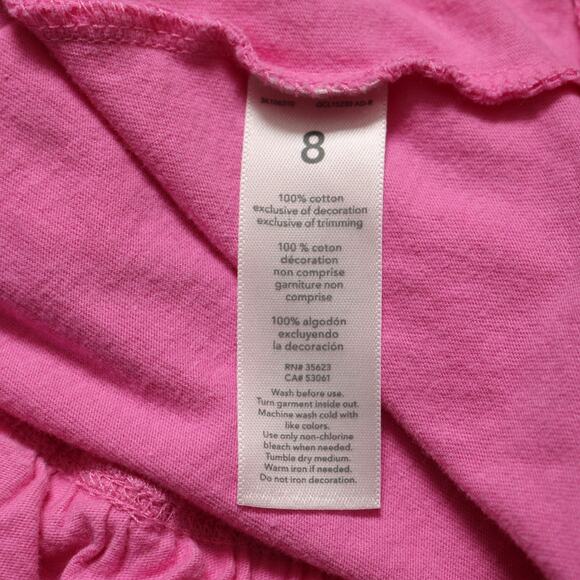 8
100% cotton
exclusive of decoration
exclusive of trimming
100 % coton
décoration
non comprise
garniture non
comprise
100% algodón
excluyendo
la decoración
RN# 35623
CA# 53061
Wash before use.
Turn garment inside out.
Machine wash cold with
like colors.
Use only non-chlorine
bleach when needed.
Tumble dry medium.
Warm iron if needed.
Do not iron decoration.